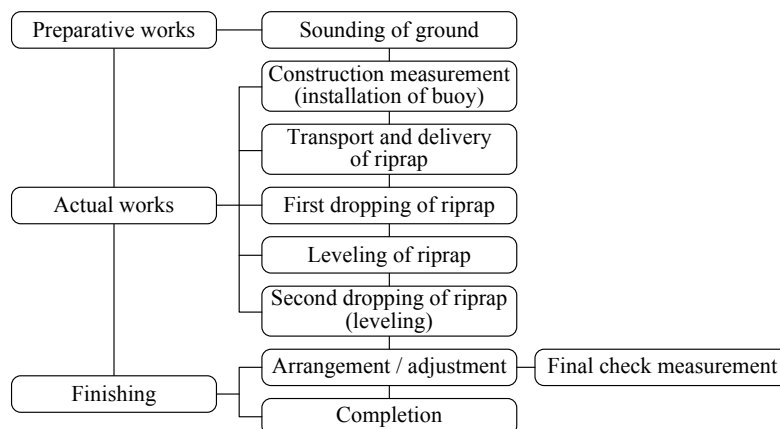 Preparative works
Sounding of ground
Construction measurement
(installation of buoy)
Transport and delivery
of riprap
Actual works
First dropping of riprap
Leveling of riprap
Second dropping of riprap
(leveling)
Arrangement / adjustment
Final check measurement
Finishing
Completion